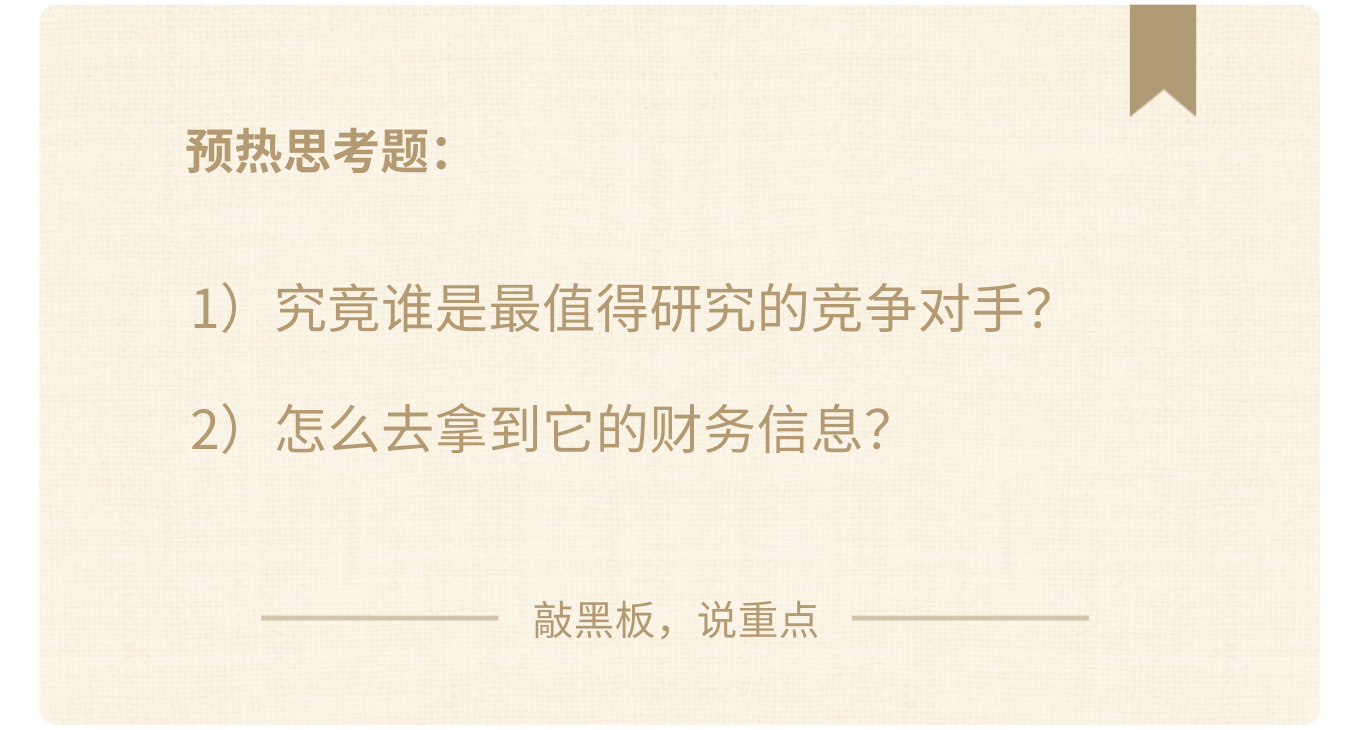 预热思考题：
1）究竟谁是最值得研究的竞争对手？
2）怎么去拿到它的财务信息？
敲黑板，说重点